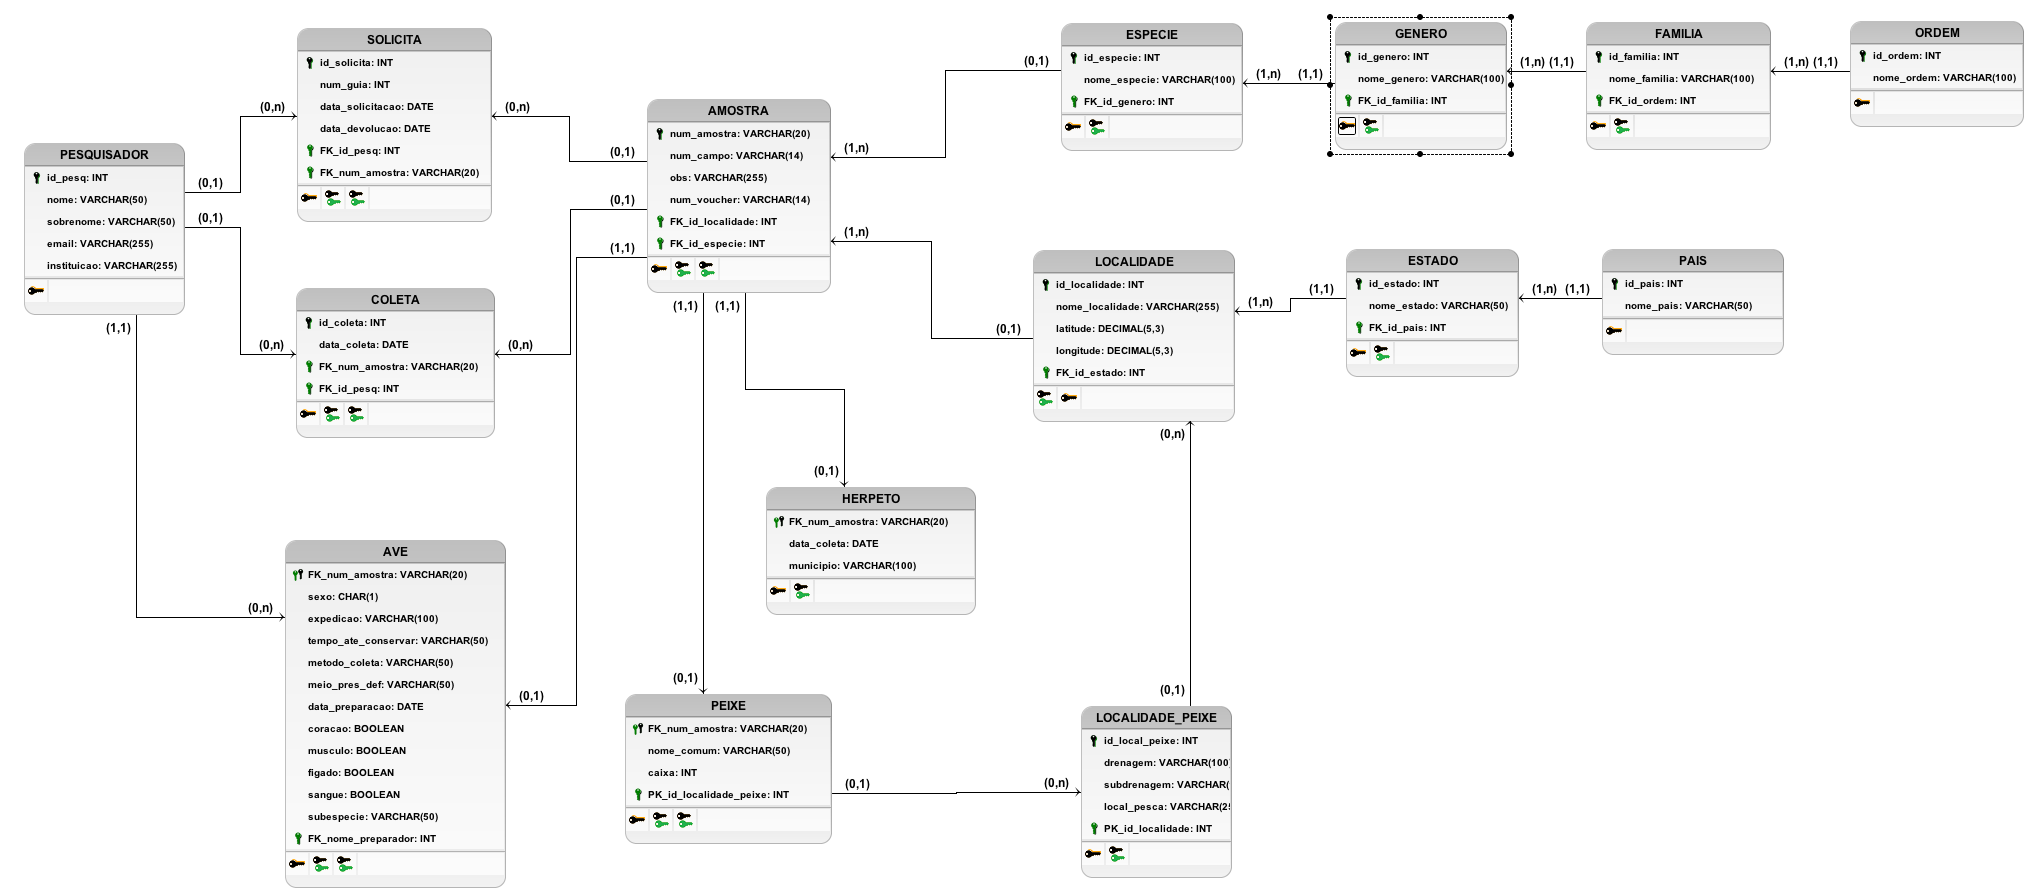 SOLICITA
id_solicita: INT
num_guia: INT
data_solicitacao: DATE
data_devolucao: DATE
FK_id_pesq: INT
FK_num_amostra: VARCHAR(20)
PESQUISADOR
id_pesq: INT
nome: VARCHAR(50)
sobrenome: VARCHAR(50)
email: VARCHAR(255)
instituicao: VARCHAR(255)
(0,1)
(0,n)
(0,1)
(0,n)
(1,1)
(0,n)
COLETA
id_coleta: INT
data_coleta: DATE
FK_num_amostra: VARCHAR(20)
FK_id_pesq: INT
(0,n)
(0,1)
(0,1)
(0,n)
(1,1)
(0,1)
AMOSTRA
num_amostra: VARCHAR(20)
num_campo: VARCHAR(14)
obs: VARCHAR(255)
num_voucher: VARCHAR(14)
FK_id_localidade: INT
FK_id_especie: INT
(1,n)
(0,1)
(1,n)
(0,1)
(1,1)
(1,1)
(0,1)
(0,1)
ESPECIE
id_especie: INT
nome_especie: VARCHAR(100)
FK_id_genero: INT
(1,n)
(1,1)
GENERO
id_genero: INT
nome_genero: VARCHAR(100)
FK_id_familia: INT
(1,n) (1,1)
FAMILIA
id_familia: INT
nome_familia: VARCHAR(100)
FK_id_ordem: INT
(1,n) (1,1)
ORDEM
id_ordem: INT
nome_ordem: VARCHAR(100)
LOCALIDADE
id_localidade: INT
nome_localidade: VARCHAR(255)
latitude: DECIMAL(5,3)
longitude: DECIMAL(5,3)
FK_id_estado: INT
(1,n)
(1,1)
ESTADO
id_estado: INT
nome_estado: VARCHAR(50)
FK_id_pais: INT
(1,n) (1,1)
PAIS
id_pais: INT
nome_pais: VARCHAR(50)
(0,n)
(0,1)
HERPETO
FK_num_amostra: VARCHAR(20)
data_coleta: DATE
municipio: VARCHAR(100)
AVE
FK_num_amostra: VARCHAR(20)
sexo: CHAR(1)
expedicao: VARCHAR(100)
tempo_ate_conservar: VARCHAR(50)
metodo_coleta: VARCHAR(50)
meio_pres_def: VARCHAR(50)
data_preparacao: DATE
coracao: BOOLEAN
musculo: BOOLEAN
figado: BOOLEAN
sangue: BOOLEAN
subespecie: VARCHAR(50)
FK_nome_preparador: INT
PEIXE
FK_num_amostra: VARCHAR(20)
nome_comum: VARCHAR(50)
caixa: INT
PK_id_localidade_peixe: INT
(0,1)
(0,n)
LOCALIDADE_PEIXE
id_local_peixe: INT
drenagem: VARCHAR(100
subdrenagem: VARCHAR(
local_pesca: VARCHAR(25
PK_id_localidade: INT